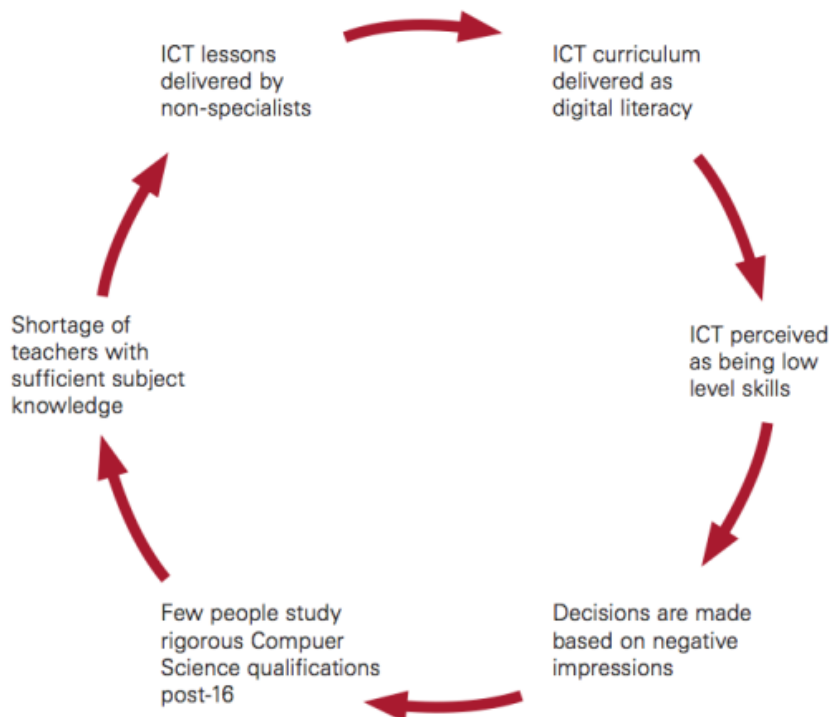 ICT lessons
delivered by
non-specialists
ICT curriculum
delivered as
digital literacy
ICT perceived
as being low
level skills
Decisions are made
based on negative
impressions
Few people study
rigorous Compuer
Science qualifications
post-16
Shortage of
teachers with
sufficient subject
knowledge